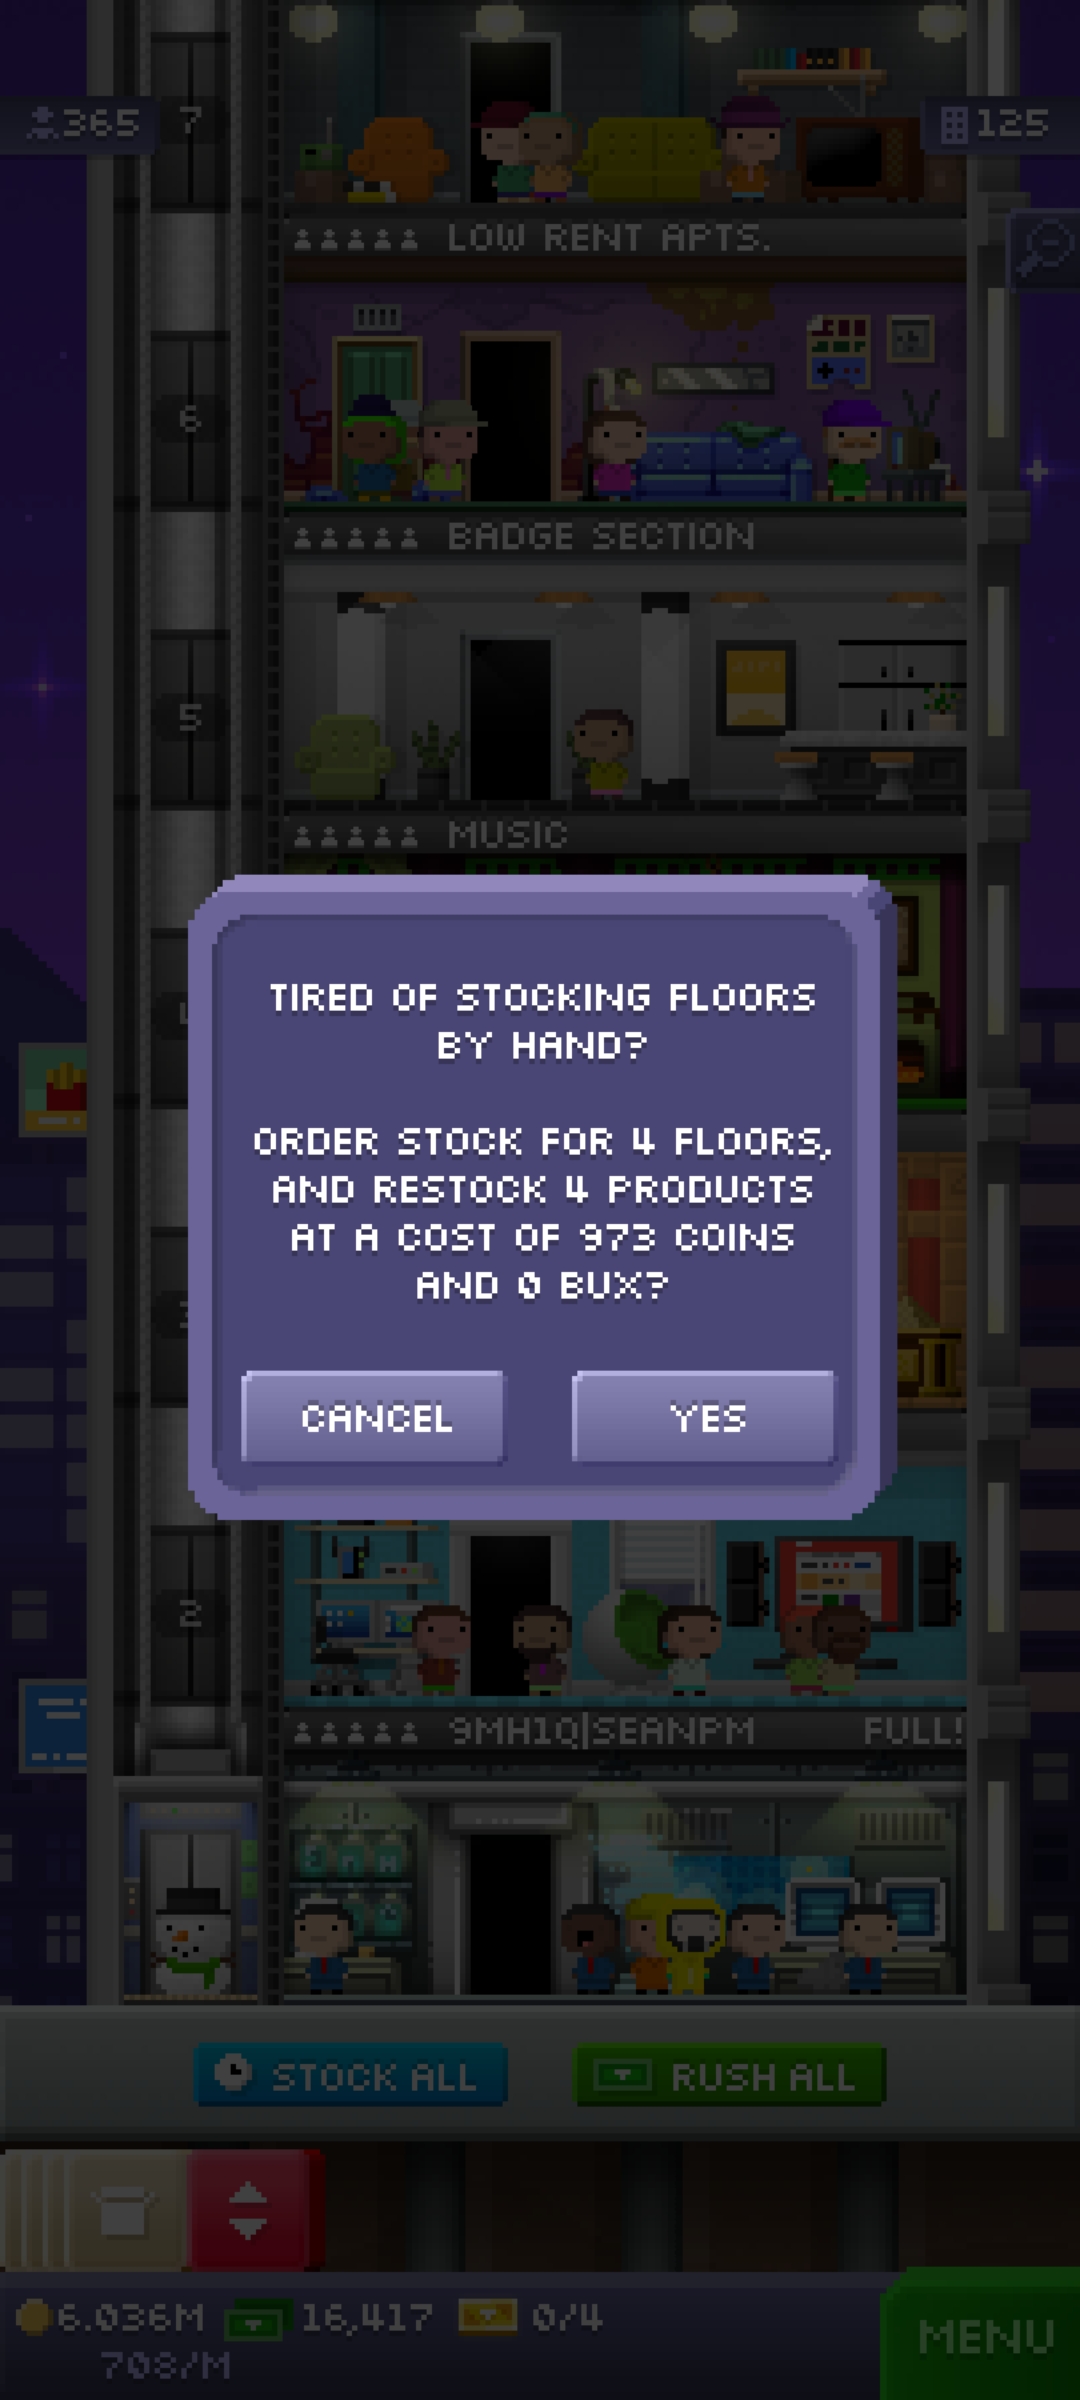 365
7
125
LOW RENT APTS.
6
BADGE SECTION
5
MUSIC
TIRED OF STOCKING FLOORS
BY HAND?
ORDER STOCK FOR 4 FLOORS,
AND RESTOCK 4 PRODUCTS
AT A COST OF 973 COINS
AND 0 BUX?
CANCEL
YES
2
9MH1Q|SEANPM
FULL!
STOCK ALL
RUSH ALL
6.036M
16,417
0/4
708/M
MENU